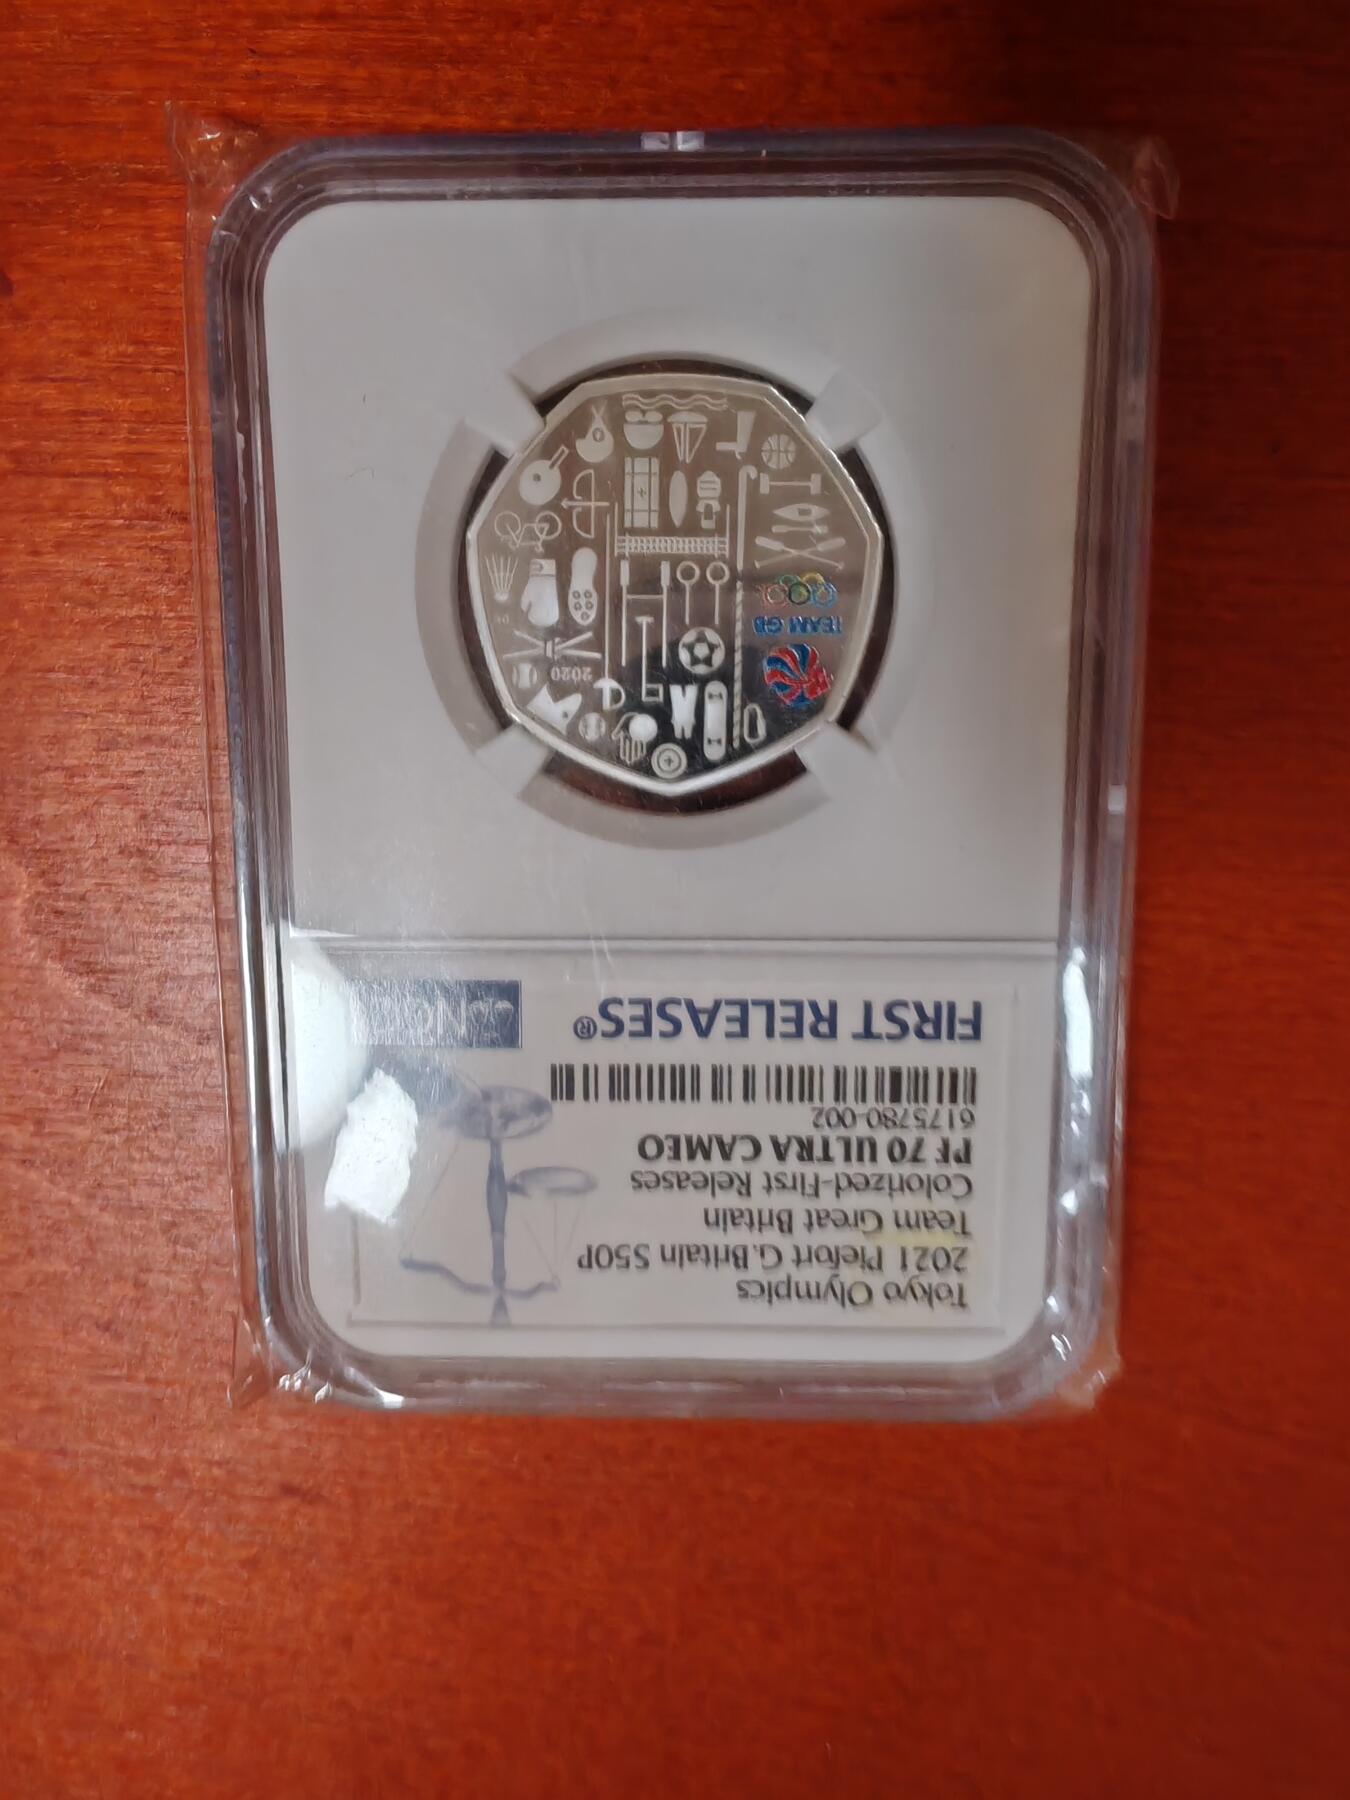 Tokyo Olympics
2021 Piefort G.Britain S50P
Team Great Britain
Colorized-First Releases
PF 70 ULTRA CAMEO
6175780-002
FIRST RELEASES®
TEAM GB
2020